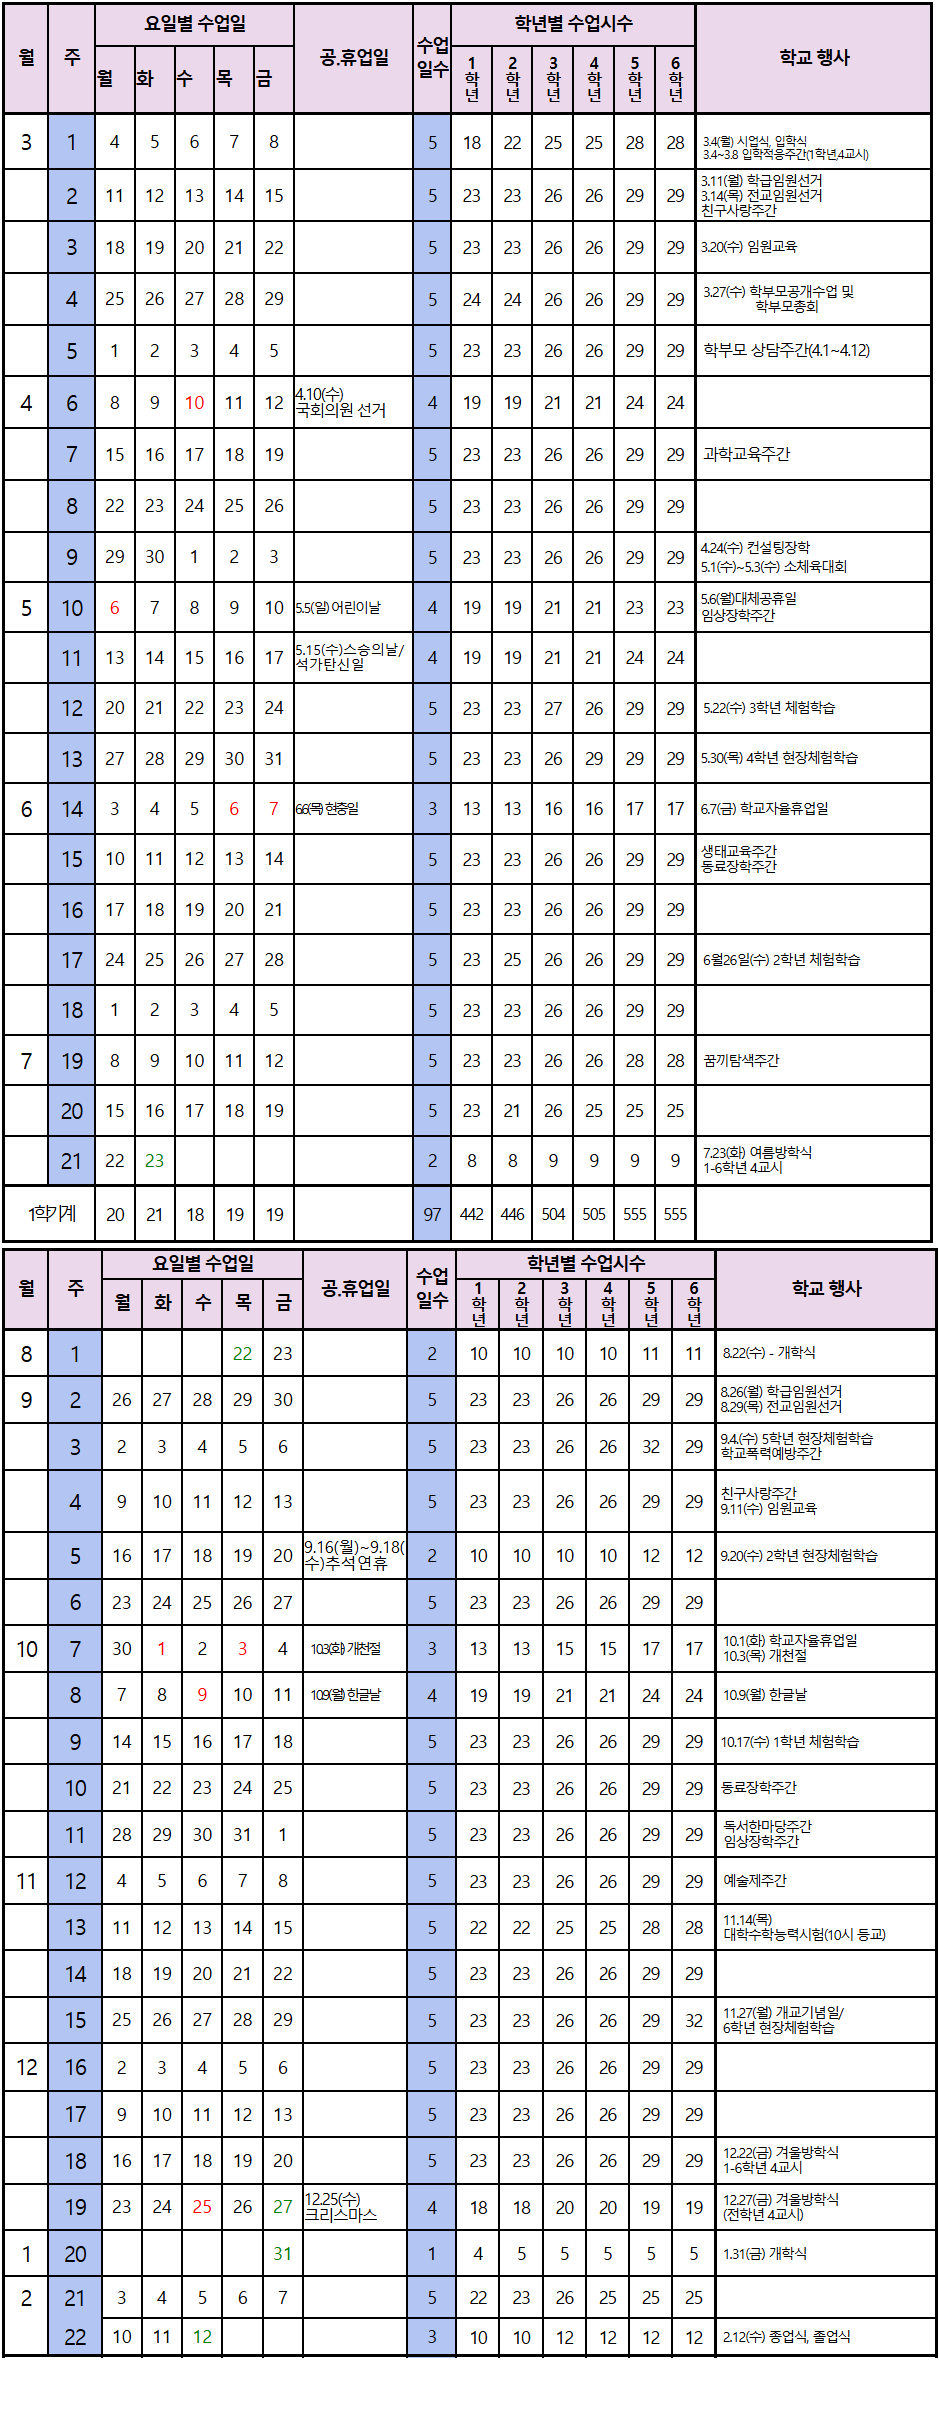 월 주 요일별 수업일 공.휴업일 수업 일수 학년별 수업시수 학교 행사
월 화 수 목 금 1학년 2학년 3학년 4학년 5학년 6학년
3 1 4 5 6 7 8 5 18 22 25 25 28 28 3.4(월) 시업식, 입학식
3.4~3.8 입학적응주간(1학년,4교시)
2 11 12 13 14 15 5 23 23 26 26 29 29 3.11(월) 학급임원선거
3.14(목) 전교임원선거
친구사랑주간
3 18 19 20 21 22 5 23 23 26 26 29 29 3.20(수) 임원교육
4 25 26 27 28 29 5 24 24 26 26 29 29 3.27(수) 학부모공개수업 및
학부모총회
5 1 2 3 4 5 5 23 23 26 26 29 29 학부모 상담주간(4.1~4.12)
4 6 8 9 10 11 12 4.10(수)
국회의원 선거 4 19 19 21 21 24 24
7 15 16 17 18 19 5 23 23 26 26 29 29 과학교육주간
8 22 23 24 25 26 5 23 23 26 26 29 29
9 29 30 1 2 3 5 23 23 26 26 29 29 4.24(수) 컨설팅장학
5.1(수)~5.3(수) 소체육대회
5 10 6 7 8 9 10 5.5(일) 어린이날 4 19 19 21 21 23 23 5.6(월)대체공휴일
임상장학주간
11 13 14 15 16 17 5.15(수)스승의날/
석가탄신일 4 19 19 21 21 24 24
12 20 21 22 23 24 5 23 23 27 26 29 29 5.22(수) 3학년 체험학습
13 27 28 29 30 31 5 23 23 26 29 29 29 5.30(목) 4학년 현장체험학습
6 14 3 4 5 6 7 6.6(목) 현충일 3 13 13 16 16 17 17 6.7(금) 학교자율휴업일
15 10 11 12 13 14 5 23 23 26 26 29 29 생태교육주간
동료장학주간
16 17 18 19 20 21 5 23 23 26 26 29 29
17 24 25 26 27 28 5 23 25 26 26 29 29 6월26일(수) 2학년 체험학습
18 1 2 3 4 5 5 23 23 26 26 29 29
7 19 8 9 10 11 12 5 23 23 26 26 28 28 꿈끼탐색주간
20 15 16 17 18 19 5 23 21 26 25 25 25
21 22 23 2 8 8 9 9 9 9 7.23(화) 여름방학식
1-6학년 4교시
1학기계 20 21 18 19 19 97 442 446 504 505 555 555
월 주 요일별 수업일 공.휴업일 수업 일수 학년별 수업시수 학교 행사
월 화 수 목 금 1학년 2학년 3학년 4학년 5학년 6학년
8 1 22 23 2 10 10 10 10 11 11 8.22(수) - 개학식
9 2 26 27 28 29 30 5 23 23 26 26 29 29 8.26(월) 학급임원선거
8.29(목) 전교임원선거
3 2 3 4 5 6 5 23 23 26 26 32 29 9.4.(수) 5학년 현장체험학습
학교폭력예방주간
4 9 10 11 12 13 5 23 23 26 26 29 29 친구사랑주간
9.11(수) 임원교육
5 16 17 18 19 20 9.16(월)~9.18(
수)추석연휴 2 10 10 10 10 12 12 9.20(수) 2학년 현장체험학습
6 23 24 25 26 27 5 23 23 26 26 29 29
10 7 30 1 2 3 4 10.3(화) 개천절 3 13 13 15 15 17 17 10.1(화) 학교자율휴업일
10.3(목) 개천절
8 7 8 9 10 11 10.9(월) 한글날 4 19 19 21 21 24 24 10.9(월) 한글날
9 14 15 16 17 18 5 23 23 26 26 29 29 10.17(수) 1학년 체험학습
10 21 22 23 24 25 5 23 23 26 26 29 29 동료장학주간
11 28 29 30 31 1 5 23 23 26 26 29 29 독서한마당주간
임상장학주간
11 12 4 5 6 7 8 5 23 23 26 26 29 29 예술제주간
13 11 12 13 14 15 5 22 22 25 25 28 28 11.14(목)
대학수학능력시험(10시 등교)
14 18 19 20 21 22 5 23 23 26 26 29 29
15 25 26 27 28 29 5 23 23 26 26 29 32 11.27(월) 개교기념일/
6학년 현장체험학습
12 16 2 3 4 5 6 5 23 23 26 26 29 29
17 9 10 11 12 13 5 23 23 26 26 29 29
18 16 17 18 19 20 5 23 23 26 26 29 29 12.22(금) 겨울방학식
1-6학년 4교시
19 23 24 25 26 27 12.25(수)
크리스마스 4 18 18 20 20 19 19 12.27(금) 겨울방학식
(전학년 4교시)
1 20 31 1 4 5 5 5 5 5 1.31(금) 개학식
2 21 3 4 5 6 7 5 22 23 26 25 25 25
22 10 11 12 3 10 10 12 12 12 12 2.12(수) 종업식, 졸업식